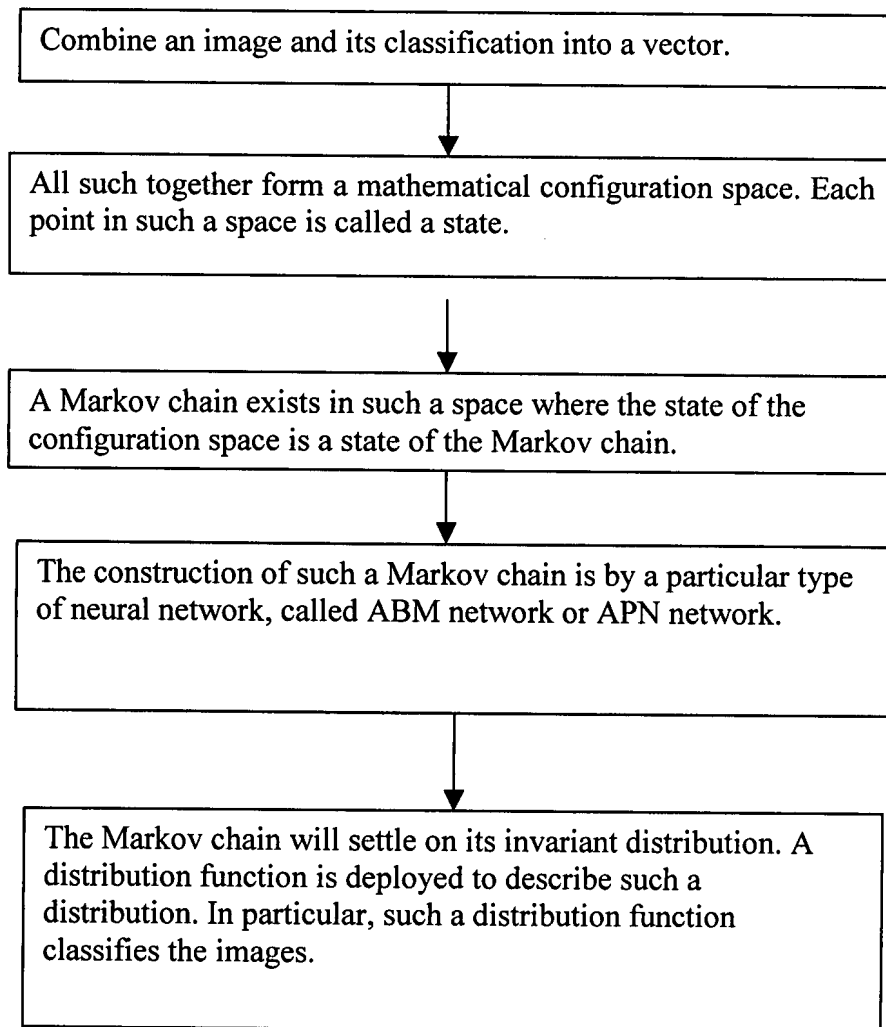 Combine an image and its classification into a vector.
All such together form a mathematical configuration space. Each
point in such a space is called a state.
A Markov chain exists in such a space where the state of the
configuration space is a state of the Markov chain.
The construction of such a Markov chain is by a particular type
of neural network, called ABM network or APN network.
The Markov chain will settle on its invariant distribution. A
distribution function is deployed to describe such a
distribution. In particular, such a distribution function
classifies the images.